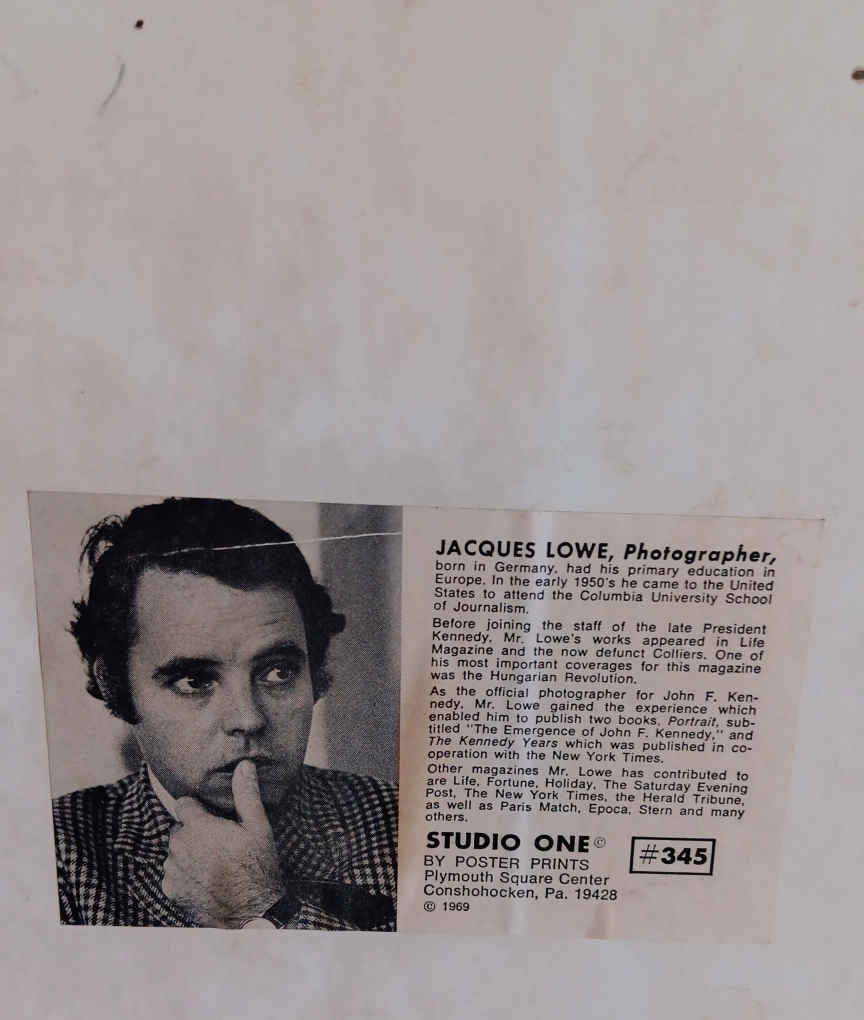 JACQUES LOWE, Photographer,
born in Germany, had his primary education in
Europe. In the early 1950's he came to the United
States to attend the Columbia University School
of Journalism.
Before joining the staff of the late President
Kennedy, Mr. Lowe's works appeared in Life
Magazine and the now defunct Colliers. One of
his most important coverages for this magazine
was the Hungarian Revolution.
As the official photographer for John F. Ken-
nedy, Mr. Lowe gained the experience which
enabled him to publish two books, Portrait, sub-
titled "The Emergence of John F. Kennedy," and
The Kennedy Years which was published in co-
operation with the New York Times.
Other magazines Mr. Lowe has contributed to
are Life, Fortune, Holiday, The Saturday Evening
Post, The New York Times, the Herald Tribune,
as well as Paris Match, Epoca, Stern and many
others.
STUDIO ONE©
BY POSTER PRINTS
Plymouth Square Center
Conshohocken, Pa. 19428
© 1969
#345